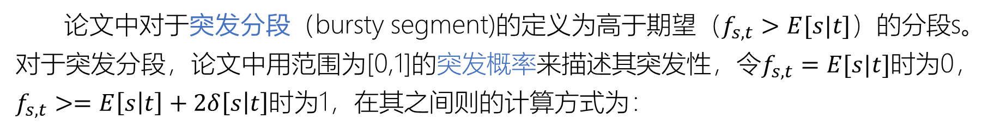 论文中对于突发分段（bursty segment)的定义为高于期望（f_{s,t} > E[s|t]）的分段s。
对于突发分段，论文中用范围为[0,1]的突发概率来描述其突发性，令f_{s,t} = E[s|t]时为0，
f_{s,t} >= E[s|t] + 2δ[s|t]时为1，在其之间则的计算方式为：